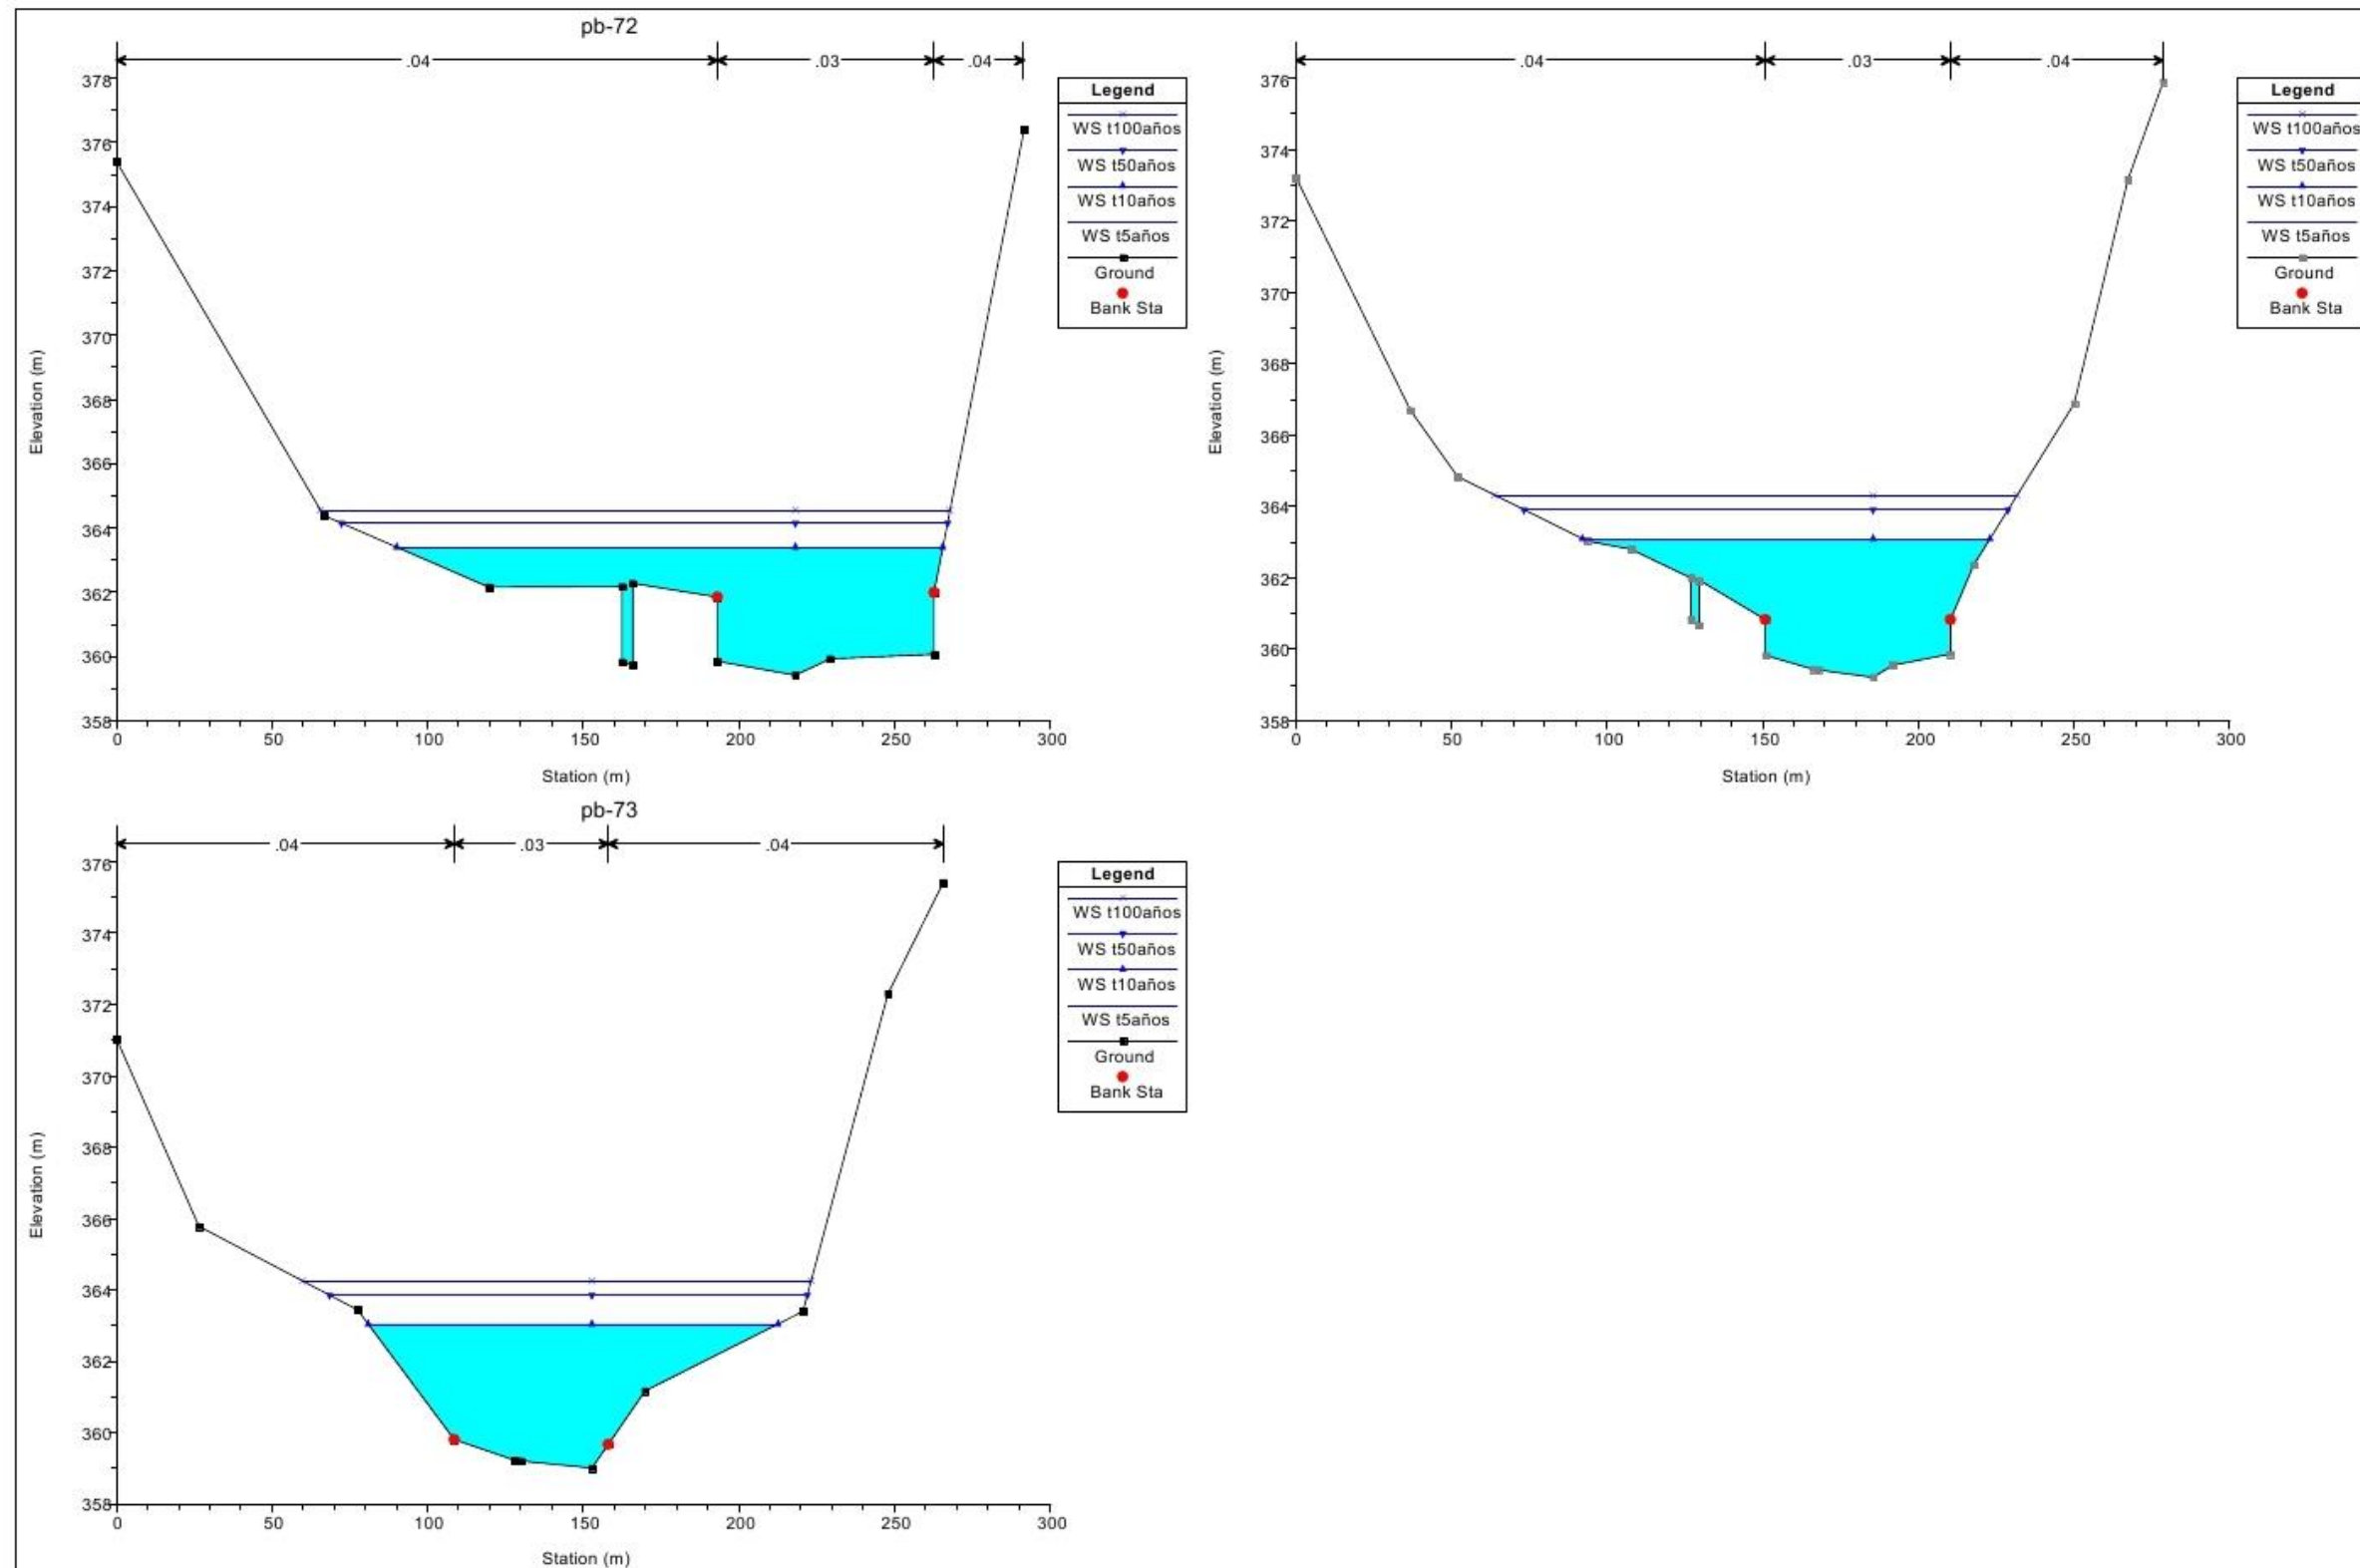 pb-72
.04 .03 .04
378
376
374
372
370
368
366
364
362
360
358
0 50 100 150 200 250 300
Elevation (m)
Station (m)
Legend
WS t100años
WS t50años
WS t10años
WS t5años
Ground
Bank Sta
.04 .03 .04
376
374
372
370
368
366
364
362
360
358
0 50 100 150 200 250 300
Elevation (m)
Station (m)
Legend
WS t100años
WS t50años
WS t10años
WS t5años
Ground
Bank Sta
pb-73
.04 .03 .04
376
374
372
370
368
366
364
362
360
358
0 50 100 150 200 250 300
Elevation (m)
Station (m)
Legend
WS t100años
WS t50años
WS t10años
WS t5años
Ground
Bank Sta